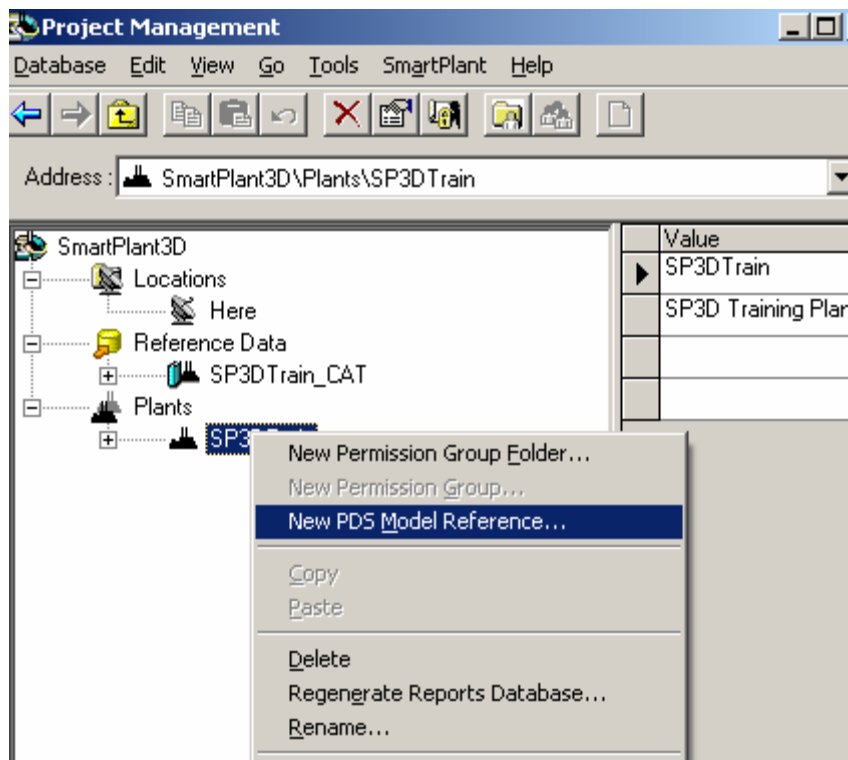 Project Management
Database Edit View Go Tools SmartPlant Help
Address : SmartPlant3D\Plants\SP3DTrain
SmartPlant3D
Locations
Here
Reference Data
SP3DTrain_CAT
Plants
Value
SP3DTrain
SP3D Training Plan
New Permission Group Folder...
New Permission Group...
New PDS Model Reference...
Copy
Paste
Delete
Regenerate Reports Database...
Rename...